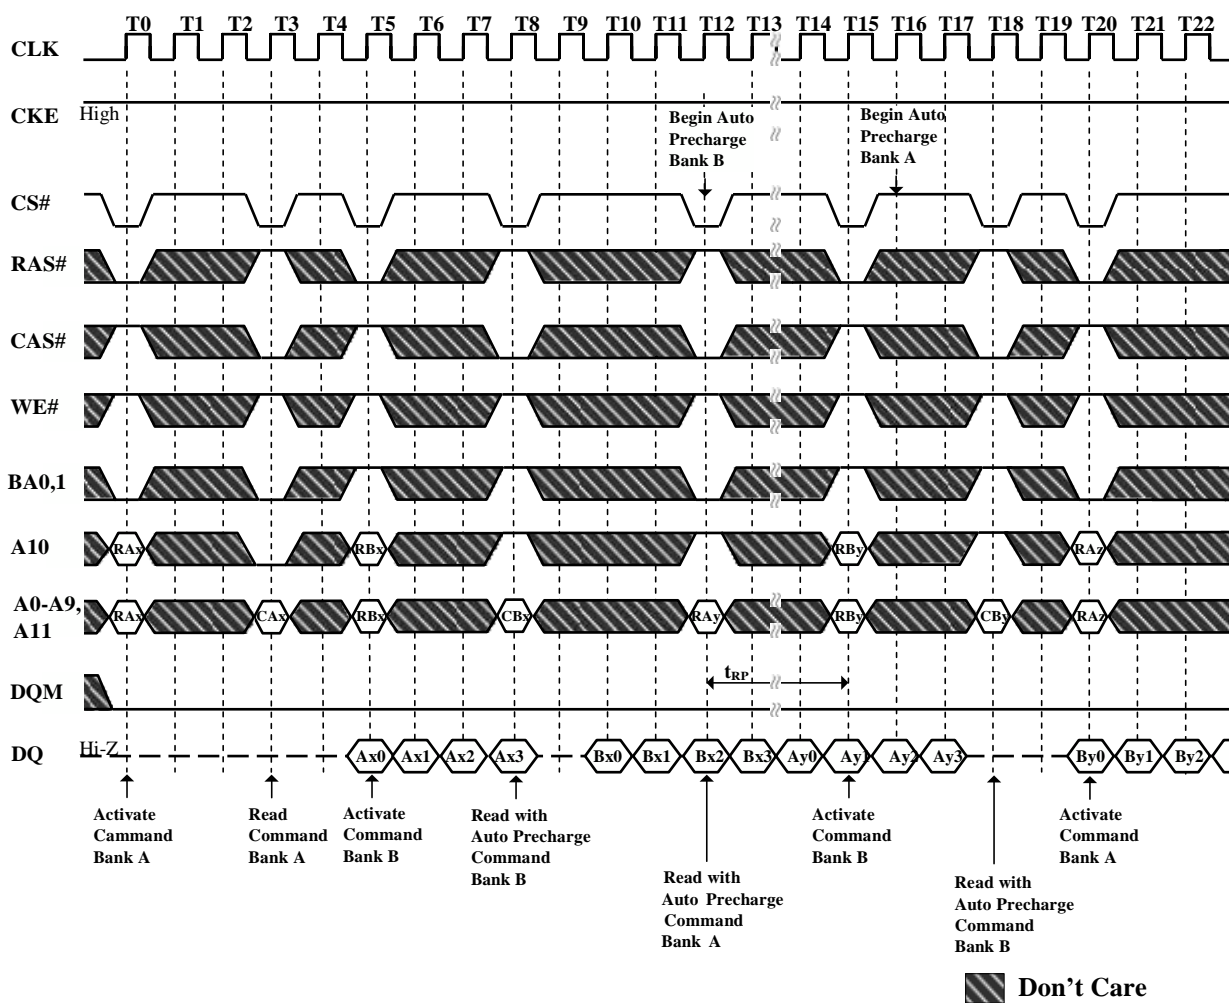 T0 T1 T2 T3 T4 T5 T6 T7 T8 T9 T10 T11 T12 T13 T14 T15 T16 T17 T18 T19 T20 T21 T22
CLK
CKE High
Begin Auto
Precharge
Bank B
Begin Auto
Precharge
Bank A
CS#
RAS#
CAS#
WE#
BA0,1
A10
RAx RBx RBy RAz
A0-A9,
A11
RAx CAx RBx CBx RAy RBy CBy RAz
DQM
tRP
DQ Hi-Z
Ax0 Ax1 Ax2 Ax3 Bx0 Bx1 Bx2 Bx3 Ay0 Ay1 Ay2 Ay3 By0 By1 By2
Activate
Cammand
Bank A
Read
Command
Bank A
Activate
Command
Bank B
Read with
Auto Precharge
Command
Bank B
Read with
Auto Precharge
Command
Bank A
Activate
Command
Bank B
Read with
Auto Precharge
Command
Bank B
Activate
Command
Bank A
Don't Care